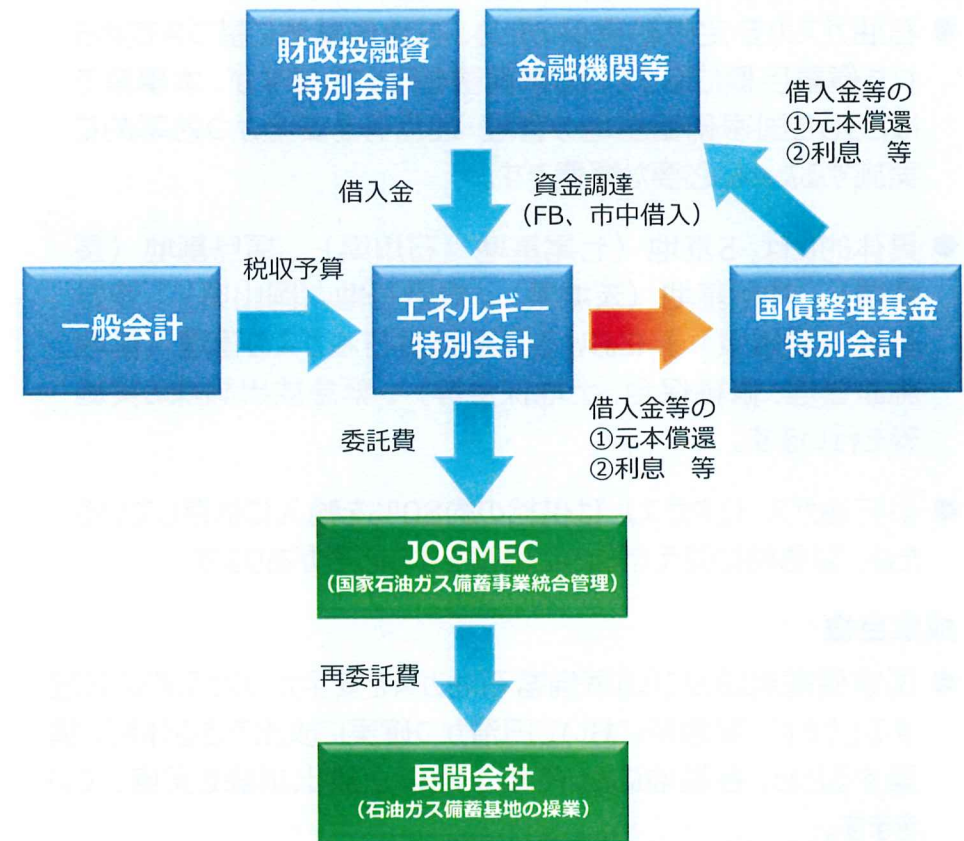 財政投融資
特別会計
金融機関等
借入金等の
①元本償還
②利息　等
借入金
資金調達
（FB、市中借入）
一般会計
税収予算
エネルギー
特別会計
国債整理基金
特別会計
借入金等の
①元本償還
②利息　等
委託費
JOGMEC
（国家石油ガス備蓄事業統合管理）
再委託費
民間会社
（石油ガス備蓄基地の操業）